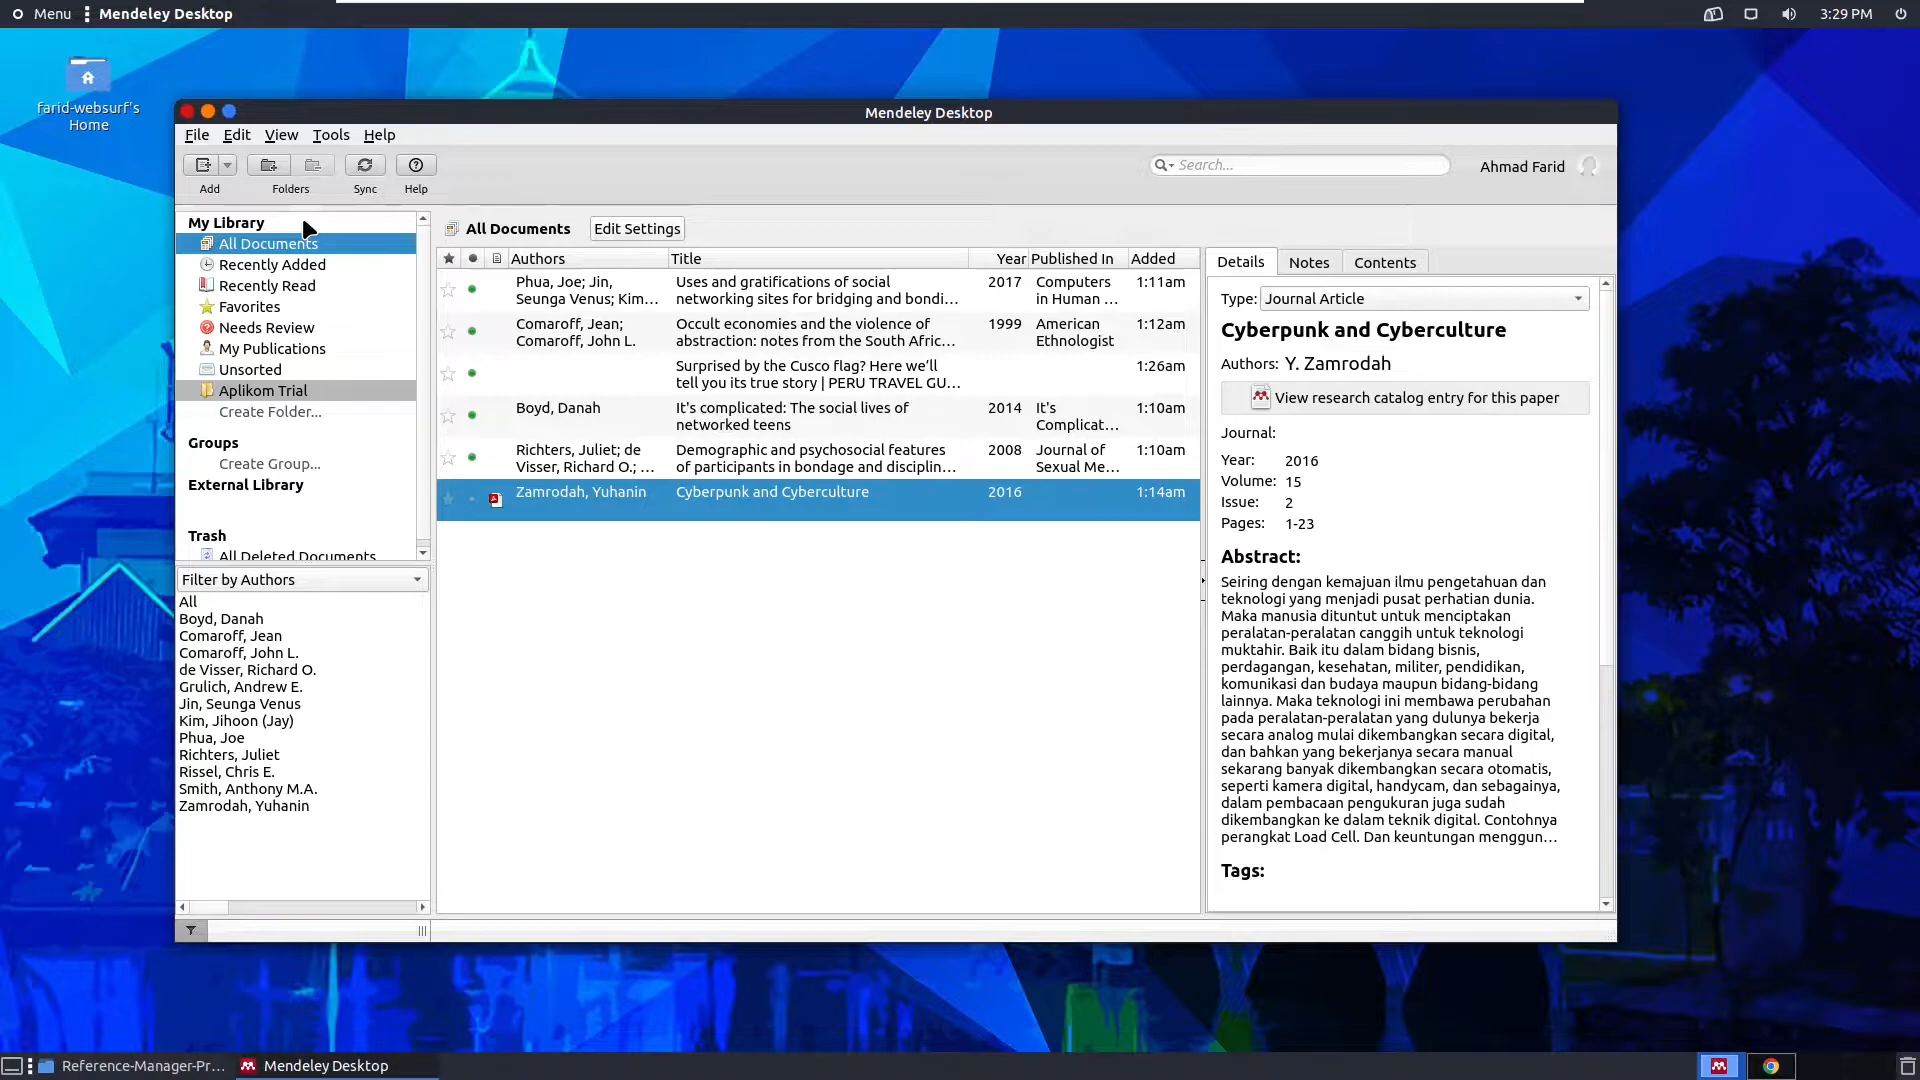 Menu
Mendeley Desktop
3:29 PM
farid-websurf's
Home
Mendeley Desktop
File
Edit
View
Tools
Help
Add
Folders
Sync
Help
Search...
Ahmad Farid
My Library
All Documents
Recently Added
Recently Read
Favorites
Needs Review
My Publications
Unsorted
Aplikom Trial
Create Folder...
Groups
Create Group...
External Library
Trash
All Deleted Documents
Filter by Authors
All
Boyd, Danah
Comaroff, Jean
Comaroff, John L.
de Visser, Richard O.
Grulich, Andrew E.
Jin, Seunga Venus
Kim, Jihoon (Jay)
Phua, Joe
Richters, Juliet
Rissel, Chris E.
Smith, Anthony M.A.
Zamrodah, Yuhanin
All Documents
Edit Settings
Authors
Title
Year
Published In
Added
Phua, Joe; Jin,
Seunga Venus; Kim...
Uses and gratifications of social
networking sites for bridging and bondi...
2017
Computers
in Human ...
1:11am
Comaroff, Jean;
Comaroff, John L.
Occult economies and the violence of
abstraction: notes from the South Afric...
1999
American
Ethnologist
1:12am
Surprised by the Cusco flag? Here we'll
tell you its true story | PERU TRAVEL GU...
1:26am
Boyd, Danah
It's complicated: The social lives of
networked teens
2014
It's
Complicat...
1:10am
Richters, Juliet; de
Visser, Richard O.; ...
Demographic and psychosocial features
of participants in bondage and disciplin...
2008
Journal of
Sexual Me...
1:10am
Zamrodah, Yuhanin
Cyberpunk and Cyberculture
2016
1:14am
Details
Notes
Contents
Type: Journal Article
Cyberpunk and Cyberculture
Authors: Y. Zamrodah
View research catalog entry for this paper
Journal:
Year: 2016
Volume: 15
Issue: 2
Pages: 1-23
Abstract:
Seiring dengan kemajuan ilmu pengetahuan dan
teknologi yang menjadi pusat perhatian dunia.
Maka manusia dituntut untuk menciptakan
peralatan-peralatan canggih untuk teknologi
muktahir. Baik itu dalam bidang bisnis,
perdagangan, kesehatan, militer, pendidikan,
komunikasi dan budaya maupun bidang-bidang
lainnya. Maka teknologi ini membawa perubahan
pada peralatan-peralatan yang dulunya bekerja
secara analog mulai dikembangkan secara digital,
dan bahkan yang bekerjanya secara manual
sekarang banyak dikembangkan secara otomatis,
seperti kamera digital, handycam, dan sebagainya,
dalam pembacaan pengukuran juga sudah
dikembangkan ke dalam teknik digital. Contohnya
perangkat Load Cell. Dan keuntungan menggun...
Tags:
Reference-Manager-Pr...
Mendeley Desktop